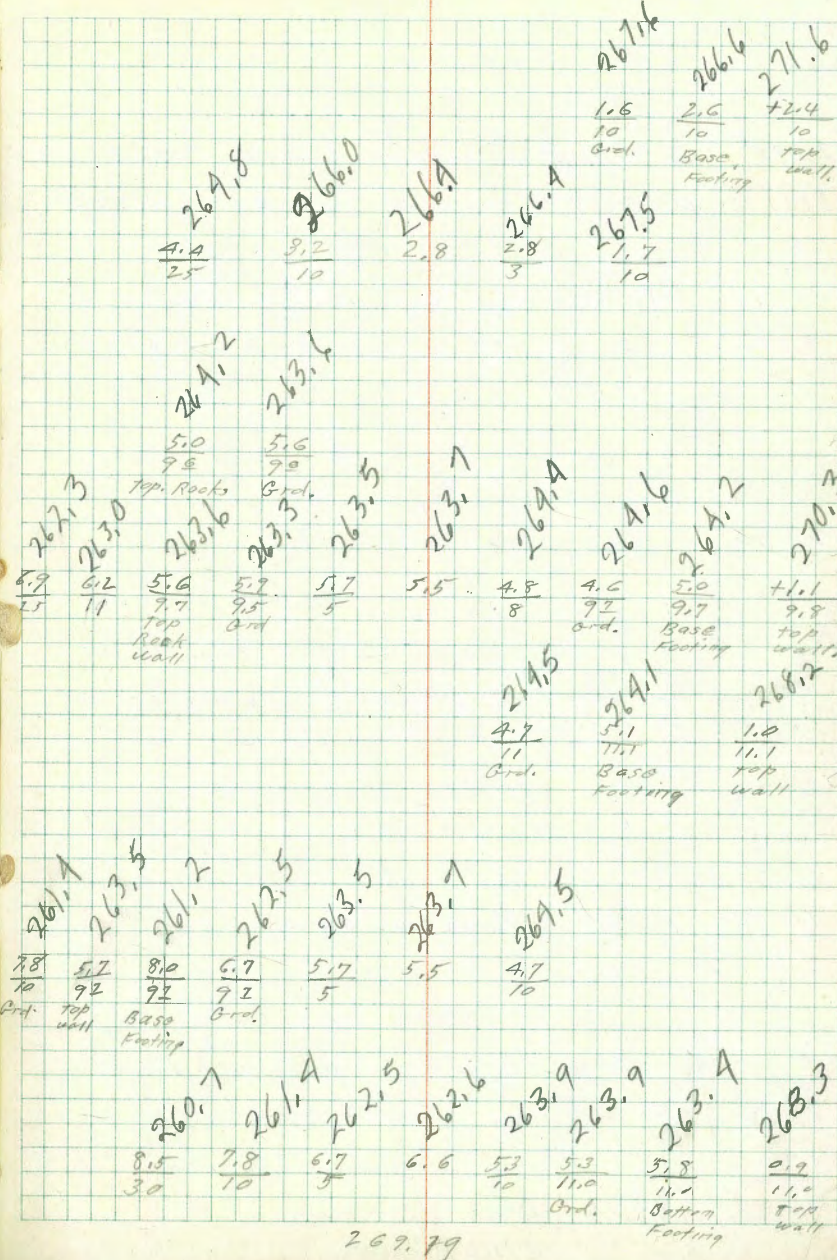 267.6 266.6 271.6
1.6 2.6 +2.4
10 10 10
Grd. Base top
Footing wall.
264.8 266.0 266.4 266.4 267.5
4.4 3.2 2.8 2.8 1.7
25 10 3 10
264.2 263.6
5.0 5.6
top. Rocks Grd.
262.3 263.0 263.6 263.3 263.5 263.7 264.4 264.6 264.2
6.9 6.2 5.6 5.9 5.7 5.5 4.8 4.6 5.0 +1.1
25 11 9.7 9.5 5 8 9.7 9.8
top Grd Grd. Base top
Rock Footing wall.
wall
264.5 264.1 268.2
4.7 5.1 1.0
11 11.1 11.1
Grd. Base top
Footing wall
261.4 263.5 261.2 262.5 263.5 263.7 264.5
7.8 5.7 8.0 6.7 5.7 5.5 4.7
10 5 10
Grd. top Base Grd.
wall Footing
260.7 261.4 262.5 262.6 263.9 263.9 263.4 268.3
8.5 7.8 6.7 6.6 5.3 5.3 5.8 0.9
30 10 5 10 11.0 11.0 11.0
Grd. Bottom Top
Footing wall